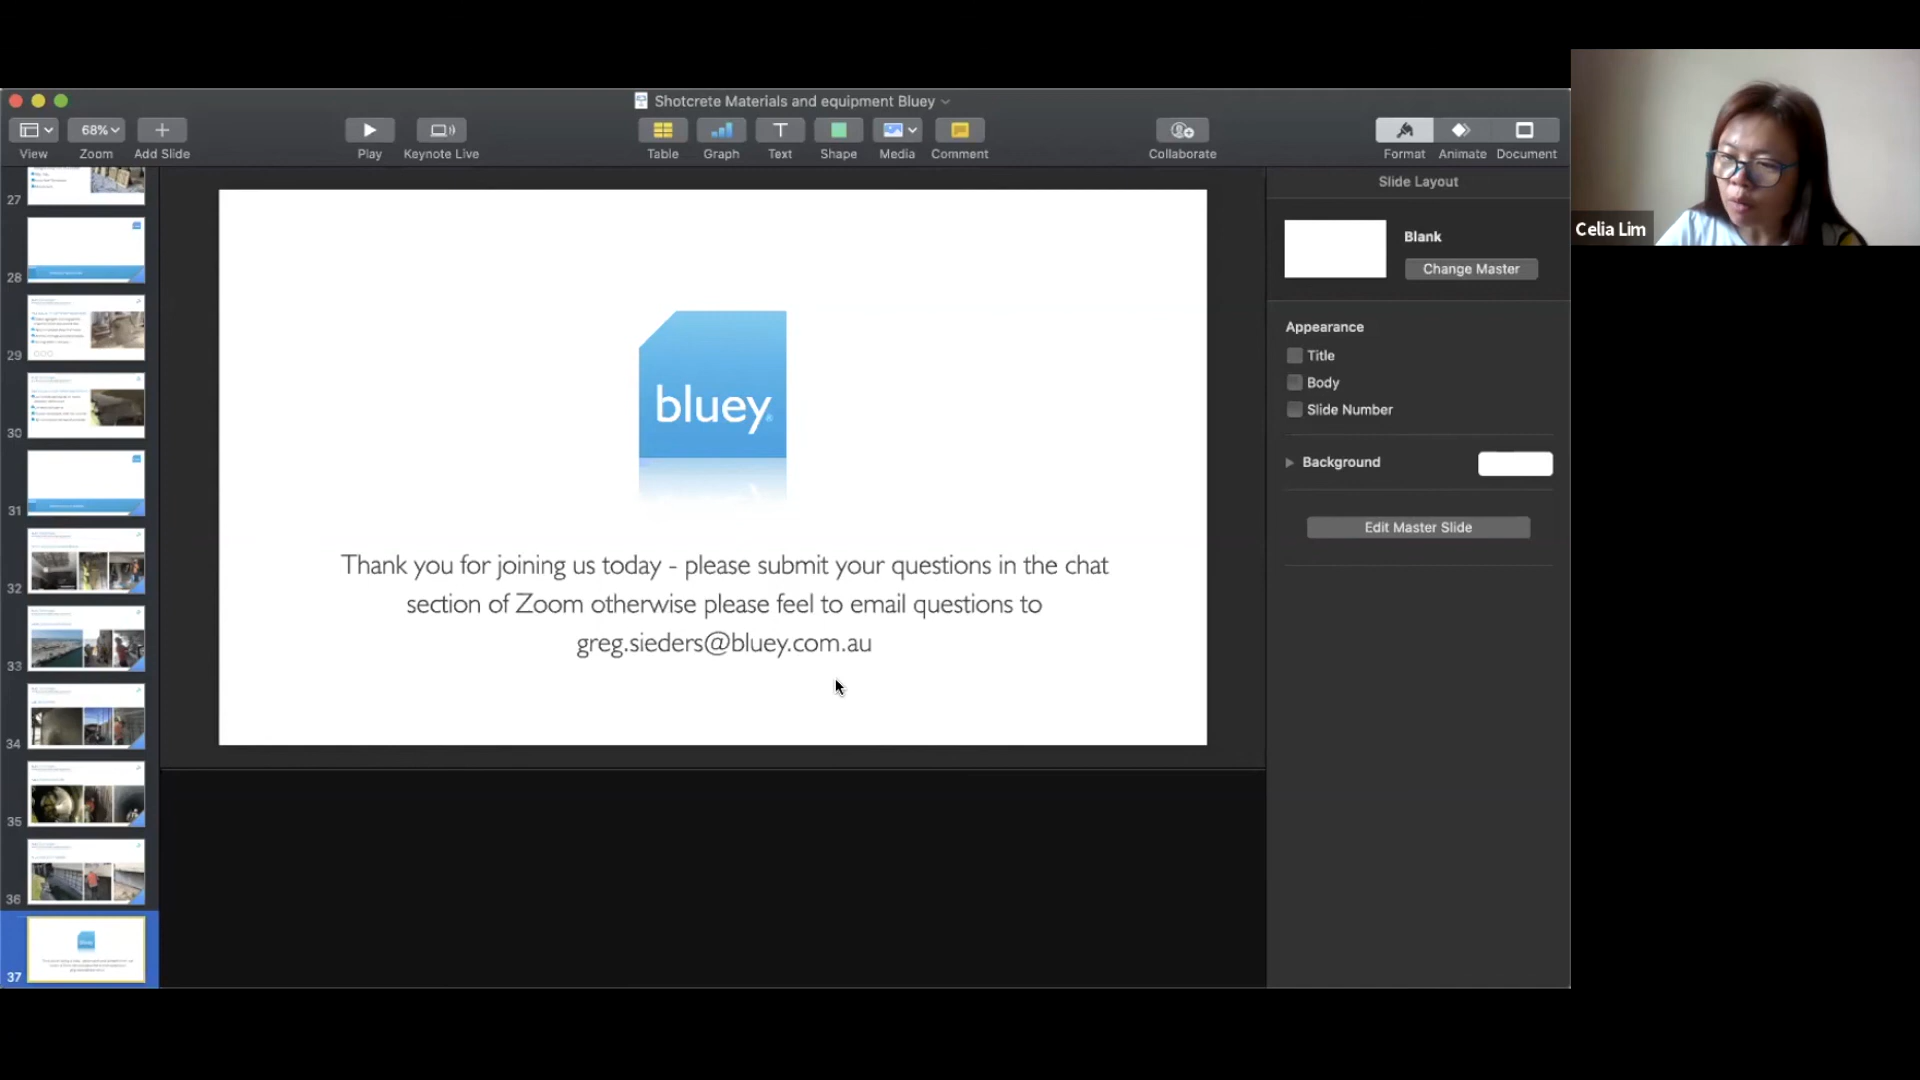 Shotcrete Materials and equipment Bluey
68%
View
Zoom
Add Slide
Play
Keynote Live
Table
Graph
Text
Shape
Media
Comment
Collaborate
Format
Animate
Document
27
28
29
30
31
32
33
34
35
36
37
bluey
Thank you for joining us today - please submit your questions in the chat
section of Zoom otherwise please feel to email questions to
greg.sieders@bluey.com.au
Slide Layout
Blank
Change Master
Appearance
Title
Body
Slide Number
Background
Edit Master Slide
Celia Lim